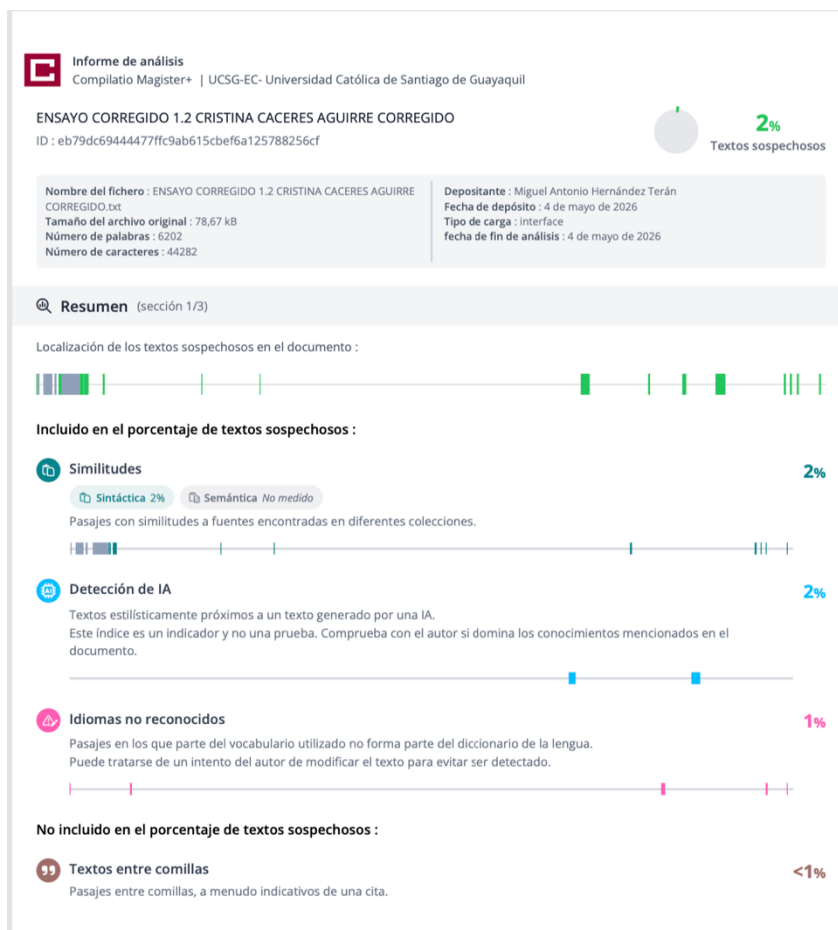 Informe de análisis
Compilatio Magister+ | UCSG-EC- Universidad Católica de Santiago de Guayaquil
ENSAYO CORREGIDO 1.2 CRISTINA CACERES AGUIRRE CORREGIDO
ID : eb79dc69444477ffc9ab615cbef6a125788256cf
2%
Textos sospechosos
Nombre del fichero : ENSAYO CORREGIDO 1.2 CRISTINA CACERES AGUIRRE
CORREGIDO.txt
Tamaño del archivo original : 78,67 kB
Número de palabras : 6202
Número de caracteres : 44282
Depositante : Miguel Antonio Hernández Terán
Fecha de depósito : 4 de mayo de 2026
Tipo de carga : interface
fecha de fin de análisis : 4 de mayo de 2026
Resumen (sección 1/3)
Localización de los textos sospechosos en el documento :
Incluido en el porcentaje de textos sospechosos :
Similitudes
2%
Sintáctica 2% Semántica No medido
Pasajes con similitudes a fuentes encontradas en diferentes colecciones.
AI
Detección de IA
2%
Textos estilísticamente próximos a un texto generado por una IA.
Este índice es un indicador y no una prueba. Comprueba con el autor si domina los conocimientos mencionados en el
documento.
Idiomas no reconocidos
1%
Pasajes en los que parte del vocabulario utilizado no forma parte del diccionario de la lengua.
Puede tratarse de un intento del autor de modificar el texto para evitar ser detectado.
No incluido en el porcentaje de textos sospechosos :
Textos entre comillas
<1%
Pasajes entre comillas, a menudo indicativos de una cita.